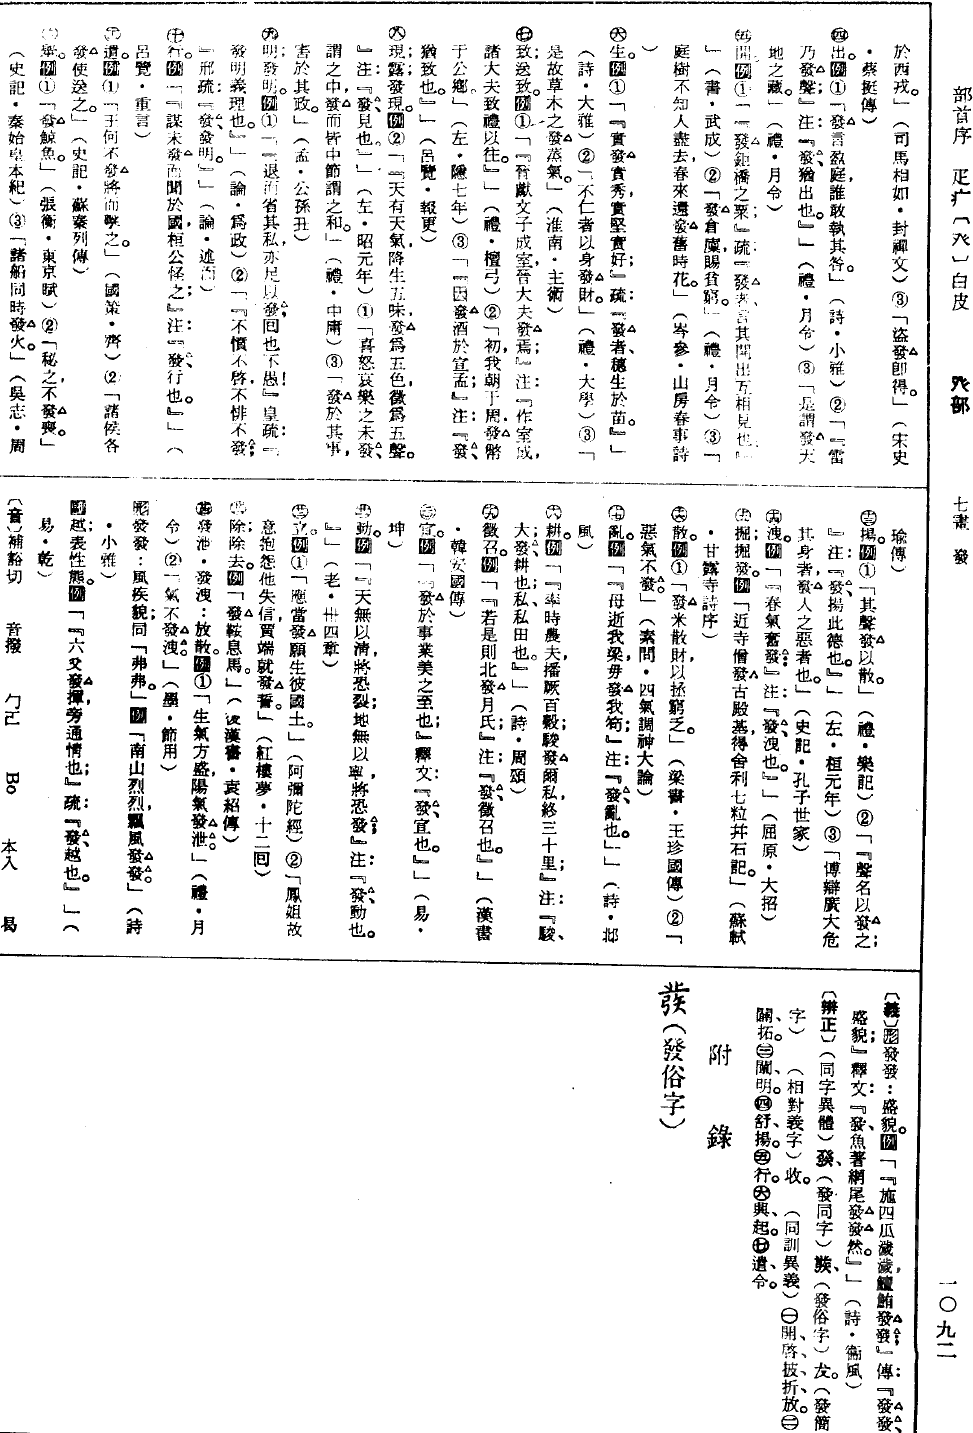 部首序　疋疒〔癶〕白皮　癶部　七畫　發　一〇九二
於西戎。」（司馬相如・封禪文）③「盜發即得。」（宋史
・蔡挺傳）
㊃出。例①「發言盈庭，誰敢執其咎。」（詩・小雅）②「『雷
乃發聲』注：『發、猶出也。』」（禮・月令）③「是謂發天
地之藏。」（禮・月令）
㊄開。例①「『發鉅橋之粟』疏：『發者、言其開出互相見也』
」（書・武成）②「發倉廩，賜貧窮。」（禮・月令）③「
庭樹不知人盡去，春來還發舊時花。」（岑參・山房春事詩
）
㊅生。例①「『實發實秀，實堅實好』疏：『發者、穗生於苗。』」
（詩・大雅）②「不仁者以身發財。」（禮・大學）③「
是故草木之發蒸氣。」（淮南・主術）
㊆致；送致。例①「『晉獻文子成室，晉大夫發焉』注：『作室成，
諸大夫致禮以往。』」（禮・檀弓）②「初，我朝于周，發幣
于公卿。」（左・隱七年）③「『因發酒於宣孟』注：『發、
猶致也。』」（呂覽・報更）
㊇現；露；發現。例②「『天有天氣，降生五味，發為五色，徵為五聲。
』注：『發、見也。』」（左・昭元年）①「喜怒哀樂之未發，
謂之中；發而皆中節，謂之和。」（禮・中庸）③「發於其事，
害於其政。」（孟・公孫丑）
㊈明；明發；明。例①「『退而省其私，亦足以發，回也不愚！』皇疏：『
發明義理也。』」（論・為政）②「『不憤不啓，不悱不發
』邢疏：『發、發明。』」（論・述而）
㊉行。例「『謀未發而聞於國，桓公怪之』注：『發、行也。』」（
呂覽・重言）
遣。例①「王何不發將而擊之。」（國策・齊）②「諸侯各
發使送之。」（史記・蘇秦列傳）
舉。例①「發鯨魚」（張衡・東京賦）②「秘之，不發喪。」
（史記・秦始皇本紀）③「諸船同時發火。」（吳志・周
瑜傳）
揚。例①「其聲發以散。」（禮・樂記）②「『聲名以發之
』注：『發揚此德也。』」（左・桓元年）③「博辯廣大，危
其身者，發人之惡者也。」（史記・孔子世家）
洩。例「『春氣奮發』注：『發、洩也。』」（屈原・大招）
掘；掘發。例「近寺僧發古殿基，得舍利七粒并石記。」（蘇軾
・甘露寺詩序）
散。例①「發米散財，以拯窮乏。」（梁書・王珍國傳）②「
惡氣不發」（素問・四氣調神大論）
亂。例「『毋逝我梁，毋發我笱』注：『發、亂也。』」（詩・邶
風）
耕。例「『率時農夫，播厥百穀，駿發爾私，終三十里』注：『駿、
大；發、耕也；私、私田也。』」（詩・周頌）
徵召。例「『若是則北發月氏』注：『發、徵召也。』」（漢書
・韓安國傳）
宜。例「『發於事業，美之至也』釋文：『發、宜也。』」（易・
坤）
動。例「『天無以清，將恐裂；地無以寧，將恐發』注：『發、動也。
』」（老・卅四章）
立。例①「應當發願，生彼國土。」（阿彌陀經）②「鳳姐故
意抱怨他失信，賈瑞就發誓。」（紅樓夢・十二回）
除；除去。例「發鞍息馬。」（後漢書・袁紹傳）
發泄・發洩：放散。例①「生氣方盛，陽氣發泄。」（禮・月
令）②「氣不發洩。」（墨・節用）
形發發：風疾貌；同「弗弗」。例「南山烈烈，飄風發發。」（詩
・小雅）
越；表性態。例「『六爻發揮，旁通情也』疏：『發、越也。』」（
易・乾）
〔音〕補豁切　音撥　ㄅㄛ　Bo　本入　曷
〔義〕形發發：盛貌。例「『施罛濊濊，鱣鮪發發』傳：『發發、
盛貌；』釋文：『發、魚著網，尾發發然。』」（詩・衛風）
〔辨正〕（同字異體）發、（發同字）、（發俗字）发。（發簡
字）（相對義字）收。（同訓異義）㊀開、啓、披、折、放。㊁
開、拓。㊂闡、明。㊃舒、揚。㊄行。㊅興、起。㊆遣、令。
附　錄
（發俗字）